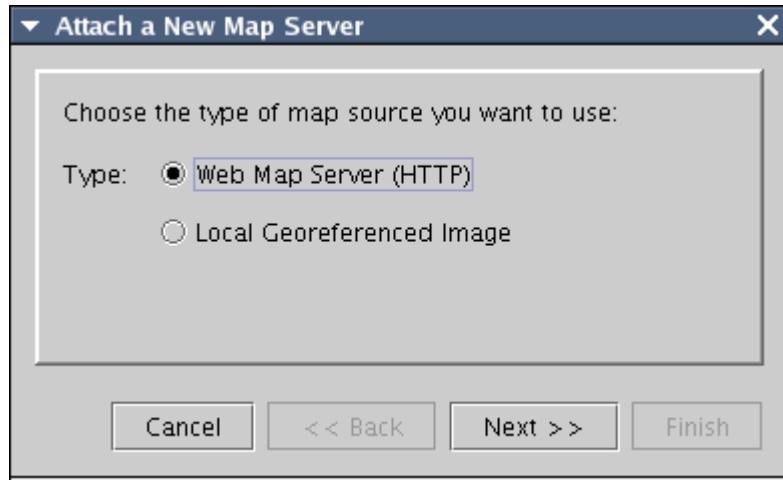 Attach a New Map Server
Choose the type of map source you want to use:
Type: Web Map Server (HTTP)
Local Georeferenced Image
Cancel << Back Next >> Finish